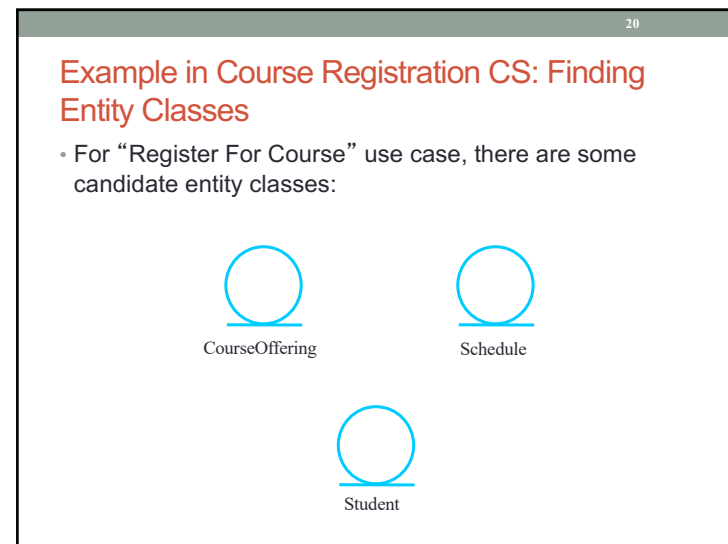 20
Example in Course Registration CS: Finding
Entity Classes
• For “Register For Course” use case, there are some
candidate entity classes:
CourseOffering
Schedule
Student